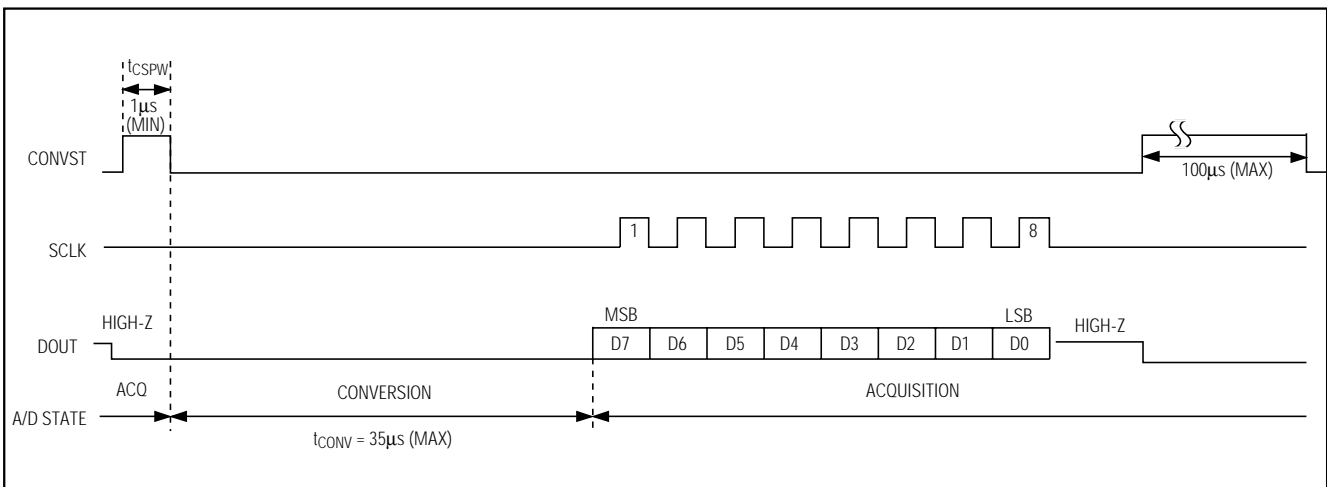 tCSPW
1µs
(MIN)
CONVST
100µs (MAX)
SCLK
1
8
HIGH-Z
MSB
LSB
HIGH-Z
DOUT
D7
D6
D5
D4
D3
D2
D1
D0
ACQ
CONVERSION
ACQUISITION
A/D STATE
tCONV = 35µs (MAX)